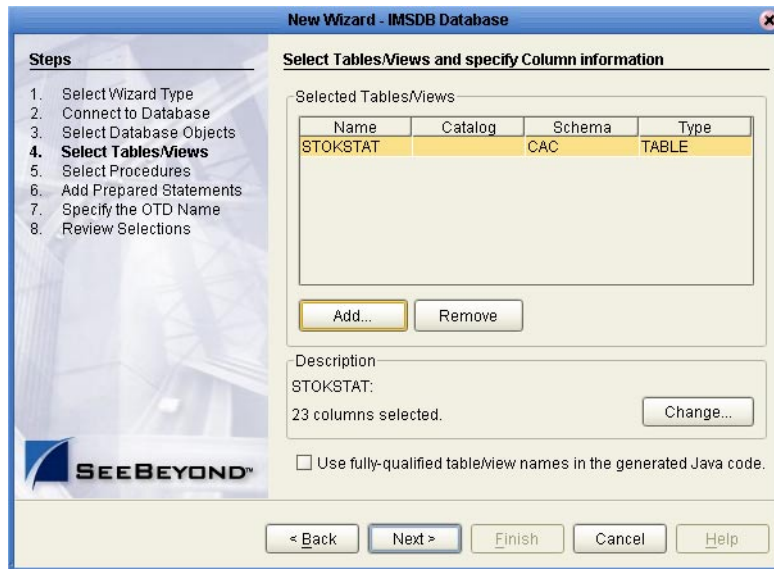 New Wizard - IMSDB Database
Steps
1. Select Wizard Type
2. Connect to Database
3. Select Database Objects
4. Select Tables/Views
5. Select Procedures
6. Add Prepared Statements
7. Specify the OTD Name
8. Review Selections
SEEBEYOND™
Select Tables/Views and specify Column information
Selected Tables/Views
Name Catalog Schema Type
STOKSTAT CAC TABLE
Add... Remove
Description
STOKSTAT:
23 columns selected.
Change...
Use fully-qualified table/view names in the generated Java code.
< Back Next > Finish Cancel Help